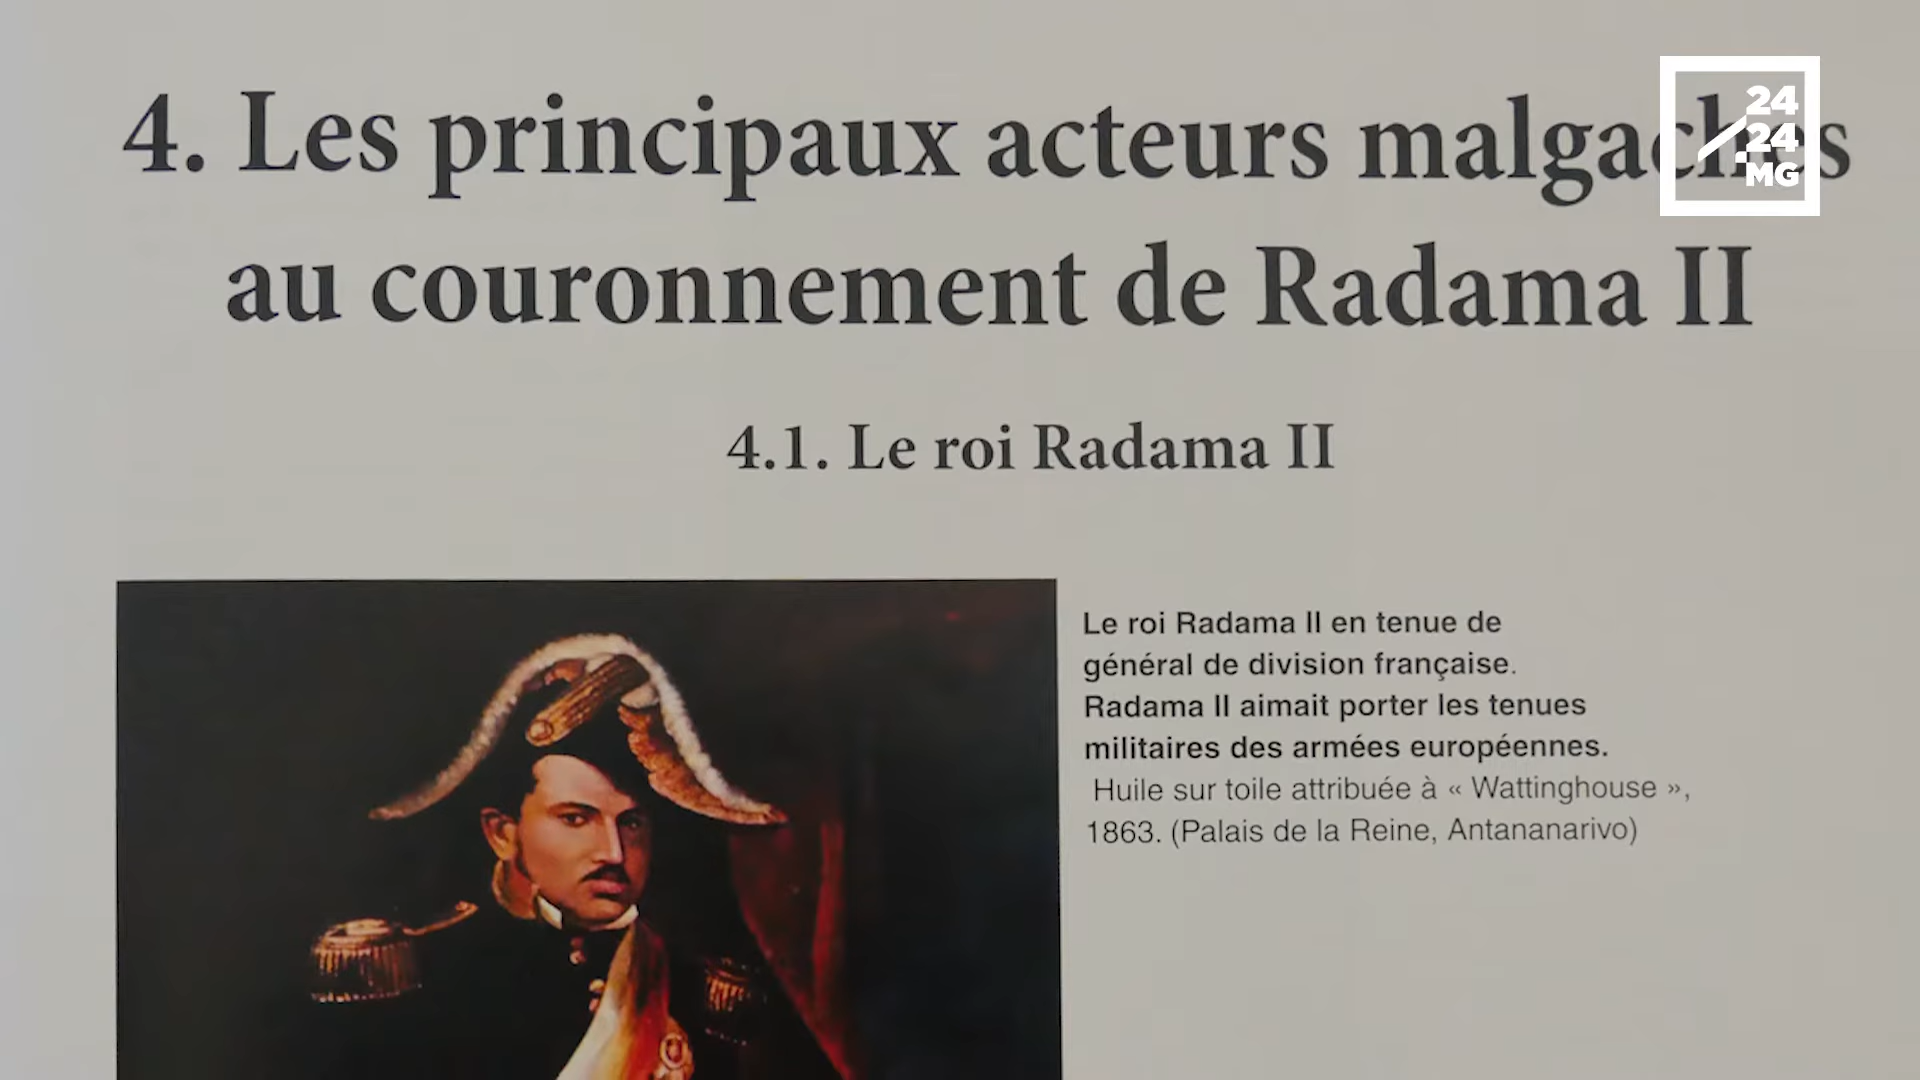 4. Les principaux acteurs malgaches
au couronnement de Radama II
4.1. Le roi Radama II
Le roi Radama II en tenue de
général de division française.
Radama II aimait porter les tenues
militaires des armées européennes.
Huile sur toile attribuée à « Wattinghouse »,
1863. (Palais de la Reine, Antananarivo)
24
24
MG